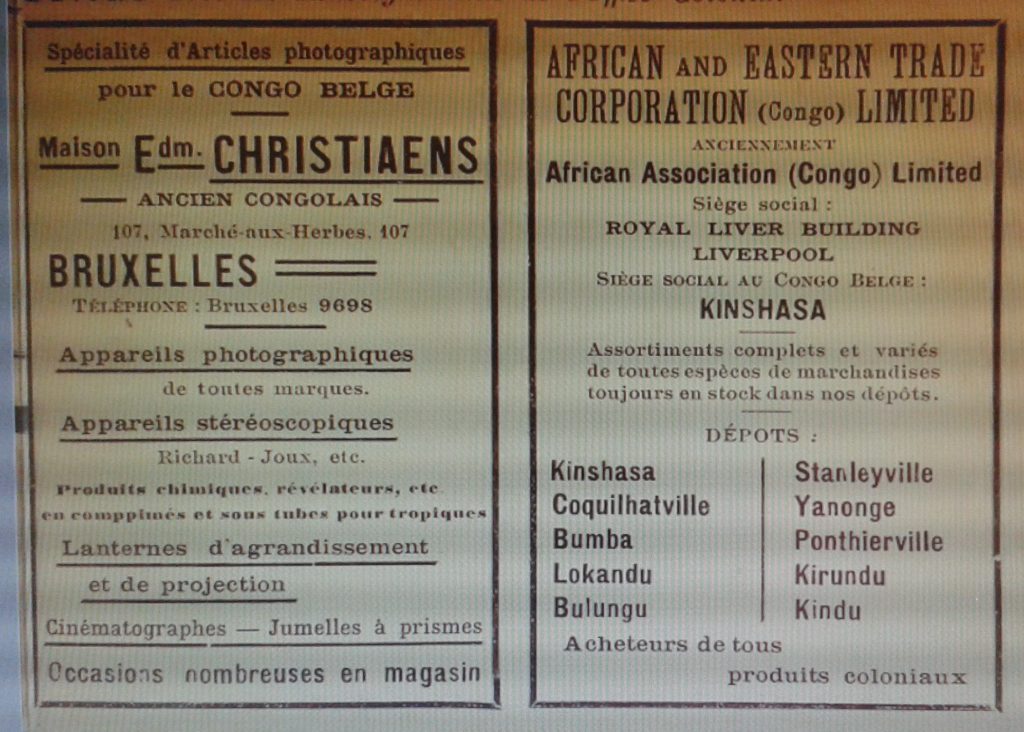 Spécialité d'Articles photographiques
pour le CONGO BELGE
Maison Edm. CHRISTIAENS
ANCIEN CONGOLAIS
107, Marché-aux-Herbes, 107
BRUXELLES
TÉLÉPHONE : Bruxelles 9698
Appareils photographiques
de toutes marques.
Appareils stéréoscopiques
Richard - Joux, etc.
Produits chimiques, révélateurs, etc
en comppimés et sous tubes pour tropiques
Lanternes d'agrandissement
et de projection
Cinématographes — Jumelles à prismes
Occasions nombreuses en magasin
AFRICAN AND EASTERN TRADE
CORPORATION (Congo) LIMITED
ANCIENNEMENT
African Association (Congo) Limited
Siège social :
ROYAL LIVER BUILDING
LIVERPOOL
SIÈGE SOCIAL AU CONGO BELGE :
KINSHASA
Assortiments complets et variés
de toutes espèces de marchandises
toujours en stock dans nos dépôts.
DÉPOTS :
Kinshasa
Coquilhatville
Bumba
Lokandu
Bulungu
Stanleyville
Yanonge
Ponthierville
Kirundu
Kindu
Acheteurs de tous
produits coloniaux